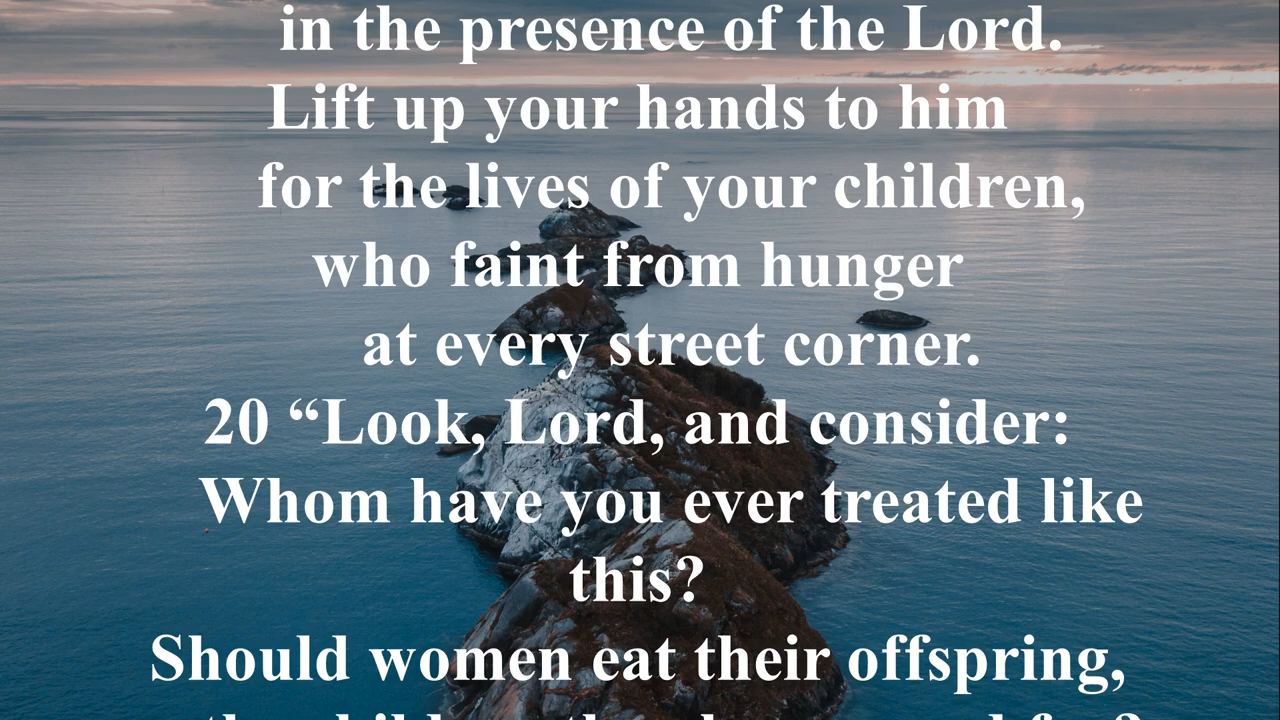 in the presence of the Lord.
Lift up your hands to him
for the lives of your children,
who faint from hunger
at every street corner.
20 “Look, Lord, and consider:
Whom have you ever treated like
this?
Should women eat their offspring,